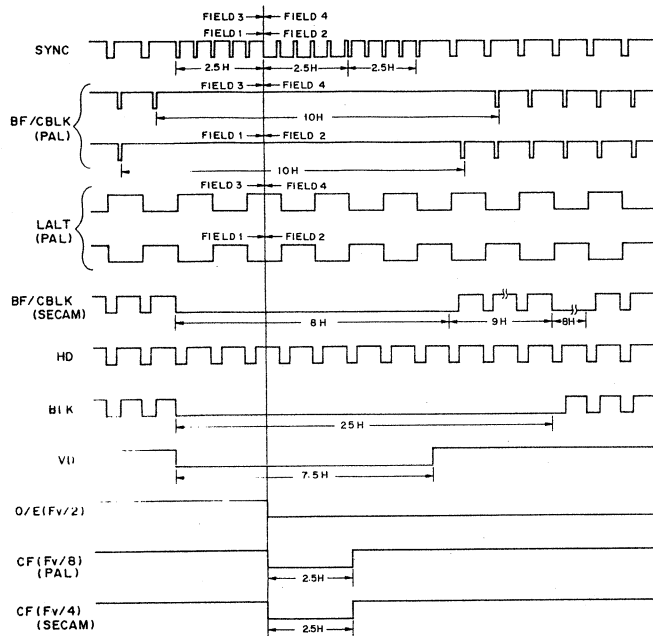 FIELD 3 FIELD 4
FIELD 1 FIELD 2
SYNC
2.5H 2.5H 2.5H
FIELD 3 FIELD 4
10H
BF/CBLK
(PAL)
FIELD 1 FIELD 2
10H
FIELD 3 FIELD 4
LALT
(PAL)
FIELD 1 FIELD 2
BF/CBLK
(SECAM)
8H 9H 8H
HD
BLK
25H
VD
7.5H
O/E(Fv/2)
CF(Fv/8)
(PAL)
2.5H
CF(Fv/4)
(SECAM)
2.5H